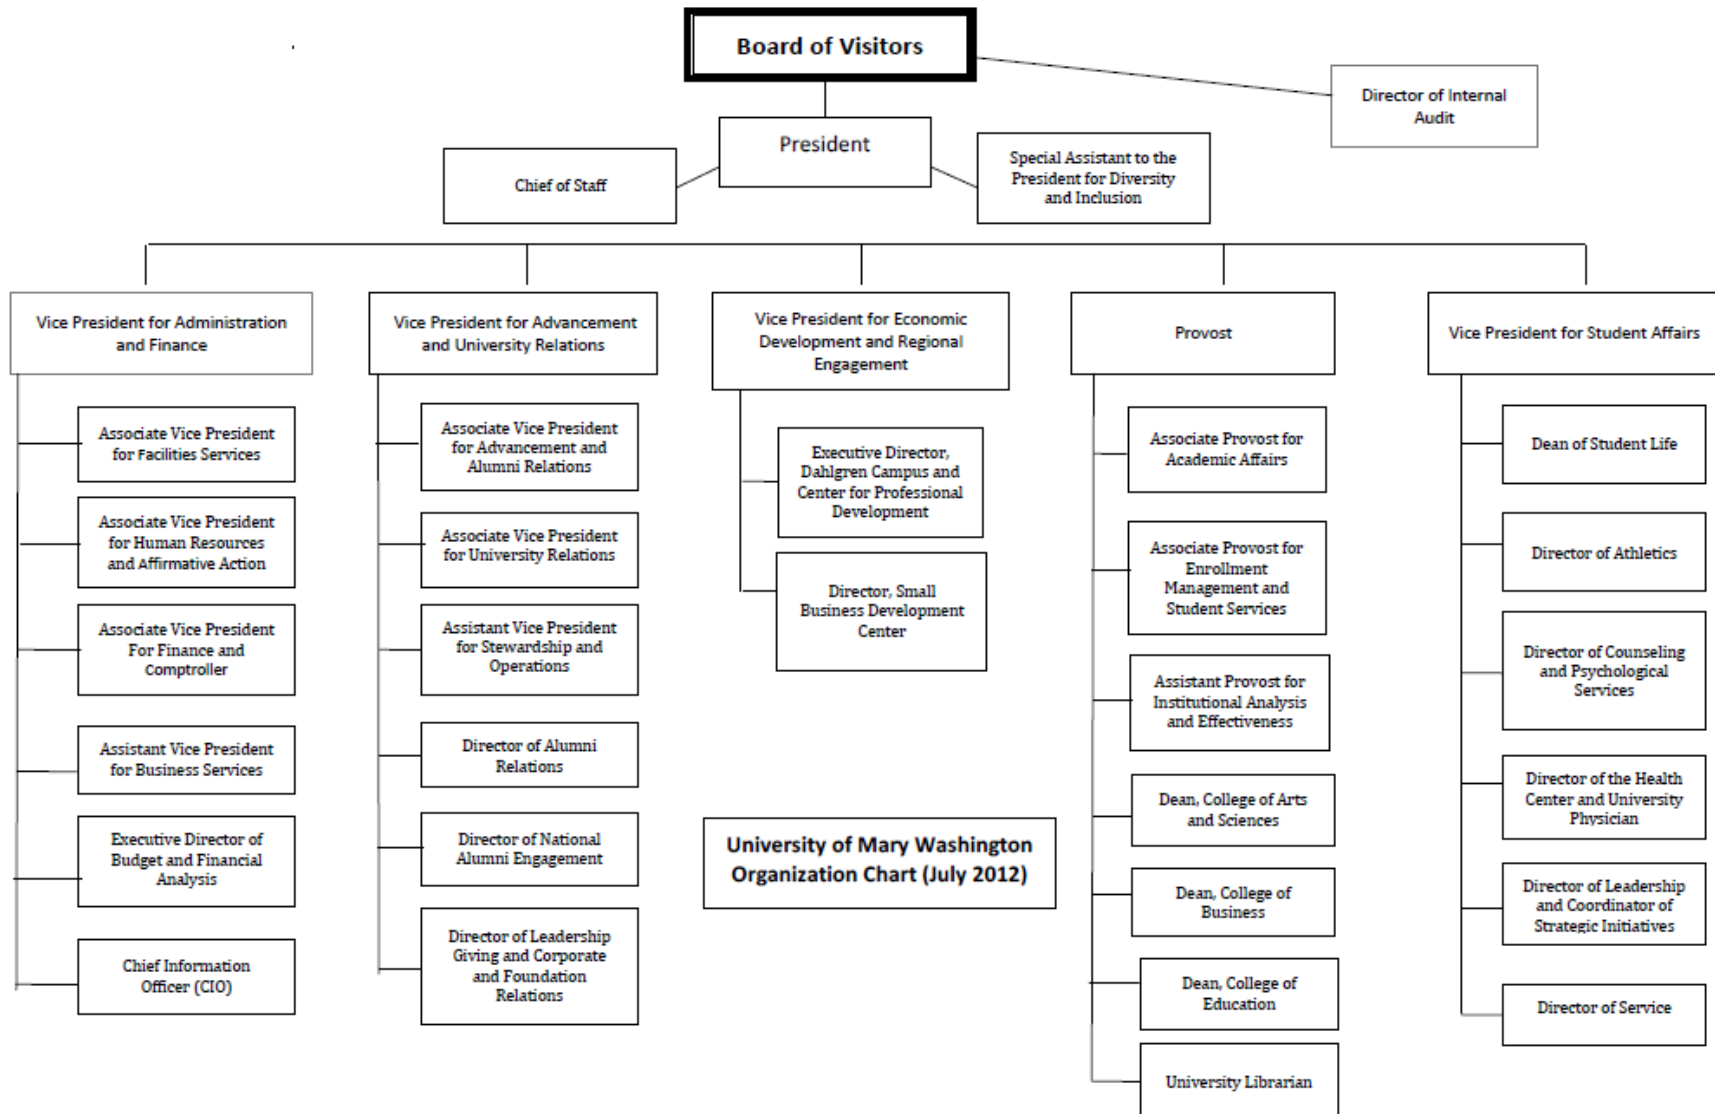 Board of Visitors
Director of Internal
Audit
President
Chief of Staff
Special Assistant to the
President for Diversity
and Inclusion
Vice President for Administration
and Finance
Vice President for Advancement
and University Relations
Vice President for Economic
Development and Regional
Engagement
Provost
Vice President for Student Affairs
Associate Vice President
for Facilities Services
Associate Vice President
for Human Resources
and Affirmative Action
Associate Vice President
For Finance and
Comptroller
Assistant Vice President
for Business Services
Executive Director of
Budget and Financial
Analysis
Chief Information
Officer (CIO)
Associate Vice President
for Advancement and
Alumni Relations
Associate Vice President
for University Relations
Assistant Vice President
for Stewardship and
Operations
Director of Alumni
Relations
Director of National
Alumni Engagement
Director of Leadership
Giving and Corporate
and Foundation
Relations
Executive Director,
Dahlgren Campus and
Center for Professional
Development
Director, Small
Business Development
Center
University of Mary Washington
Organization Chart (July 2012)
Associate Provost for
Academic Affairs
Associate Provost for
Enrollment
Management and
Student Services
Assistant Provost for
Institutional Analysis
and Effectiveness
Dean, College of Arts
and Sciences
Dean, College of
Business
Dean, College of
Education
University Librarian
Dean of Student Life
Director of Athletics
Director of Counseling
and Psychological
Services
Director of the Health
Center and University
Physician
Director of Leadership
and Coordinator of
Strategic Initiatives
Director of Service